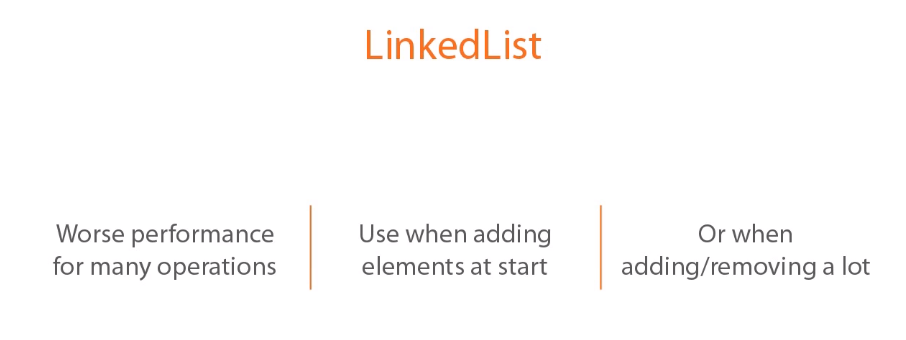 LinkedList
Worse performance
for many operations
Use when adding
elements at start
Or when
adding/removing a lot